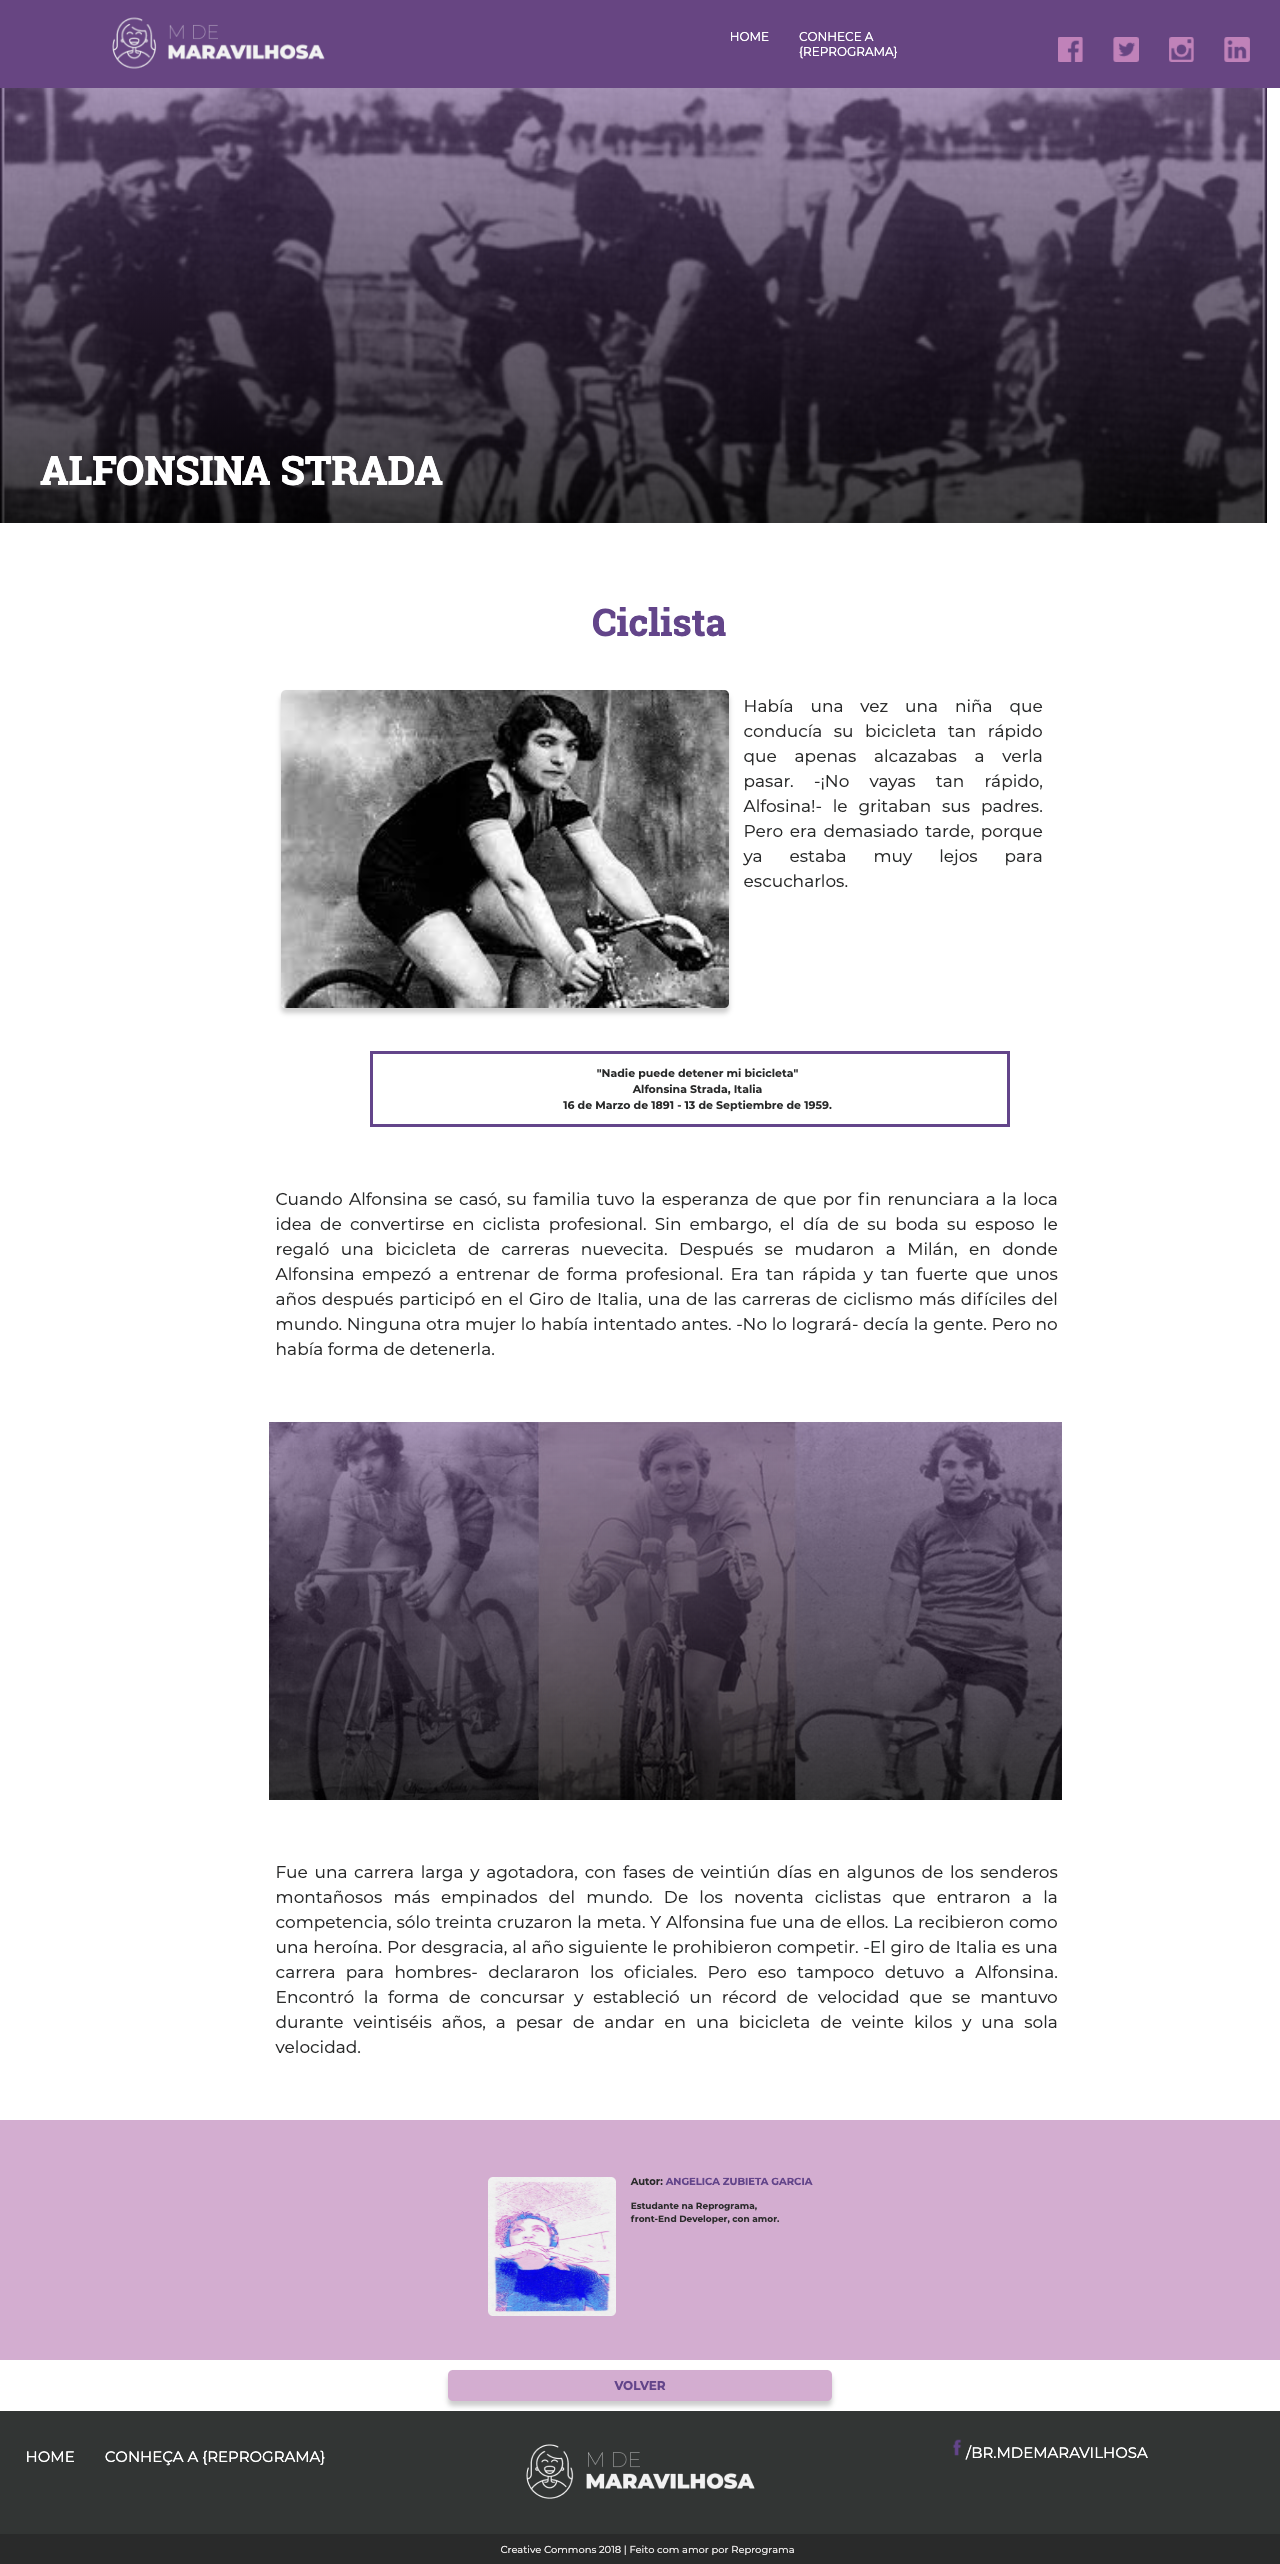 M DE
MARAVILHOSA
HOME
CONHECE A
{REPROGRAMA}
ALFONSINA STRADA
Ciclista
Había una vez una niña que
conducía su bicicleta tan rápido
que apenas alcazabas a verla
pasar. -¡No vayas tan rápido,
Alfosina!- le gritaban sus padres.
Pero era demasiado tarde, porque
ya estaba muy lejos para
escucharlos.
"Nadie puede detener mi bicicleta"
Alfonsina Strada, Italia
16 de Marzo de 1891 - 13 de Septiembre de 1959.
Cuando Alfonsina se casó, su familia tuvo la esperanza de que por fin renunciara a la loca
idea de convertirse en ciclista profesional. Sin embargo, el día de su boda su esposo le
regaló una bicicleta de carreras nuevecita. Después se mudaron a Milán, en donde
Alfonsina empezó a entrenar de forma profesional. Era tan rápida y tan fuerte que unos
años después participó en el Giro de Italia, una de las carreras de ciclismo más difíciles del
mundo. Ninguna otra mujer lo había intentado antes. -No lo logrará- decía la gente. Pero no
había forma de detenerla.
Fue una carrera larga y agotadora, con fases de veintiún días en algunos de los senderos
montañosos más empinados del mundo. De los noventa ciclistas que entraron a la
competencia, sólo treinta cruzaron la meta. Y Alfonsina fue una de ellos. La recibieron como
una heroína. Por desgracia, al año siguiente le prohibieron competir. -El giro de Italia es una
carrera para hombres- declararon los oficiales. Pero eso tampoco detuvo a Alfonsina.
Encontró la forma de concursar y estableció un récord de velocidad que se mantuvo
durante veintiséis años, a pesar de andar en una bicicleta de veinte kilos y una sola
velocidad.
Autor: ANGELICA ZUBIETA GARCIA
Estudante na Reprograma,
front-End Developer, con amor.
VOLVER
HOME
CONHEÇA A {REPROGRAMA}
M DE
MARAVILHOSA
/BR.MDEMARAVILHOSA
Creative Commons 2018 | Feito com amor por Reprograma